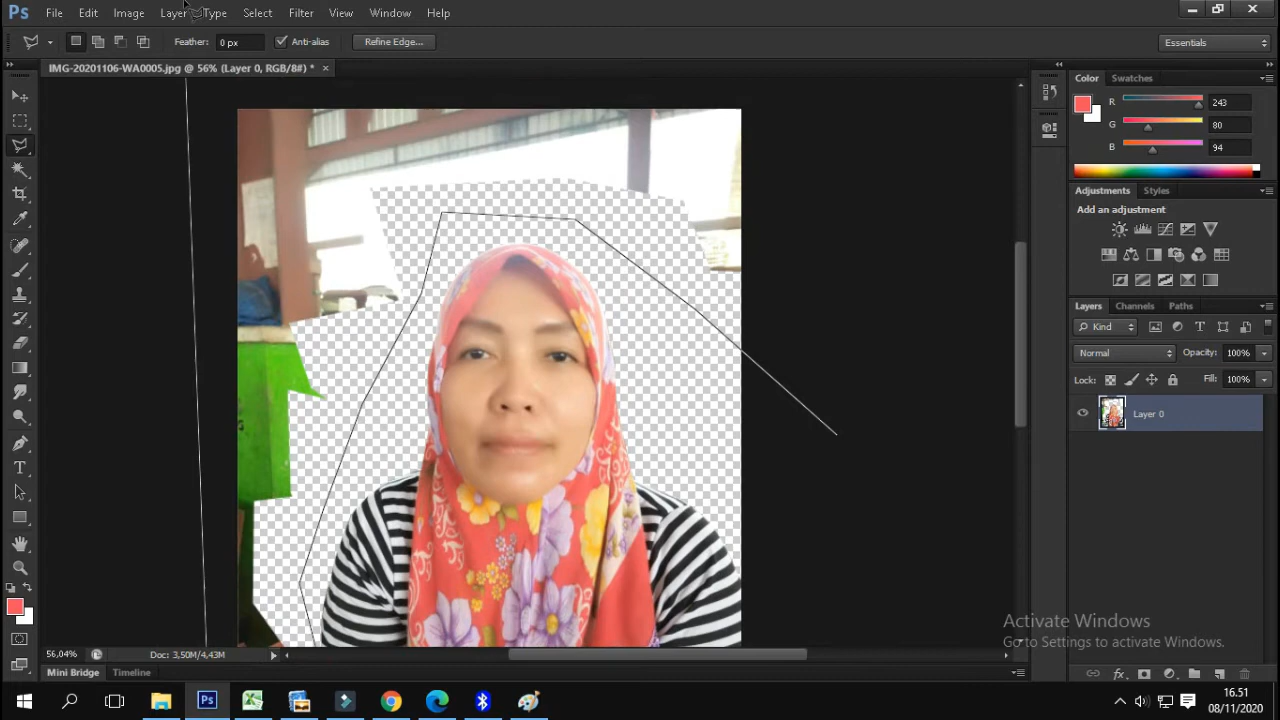 Ps File Edit Image Layer Type Select Filter View Window Help
Feather: 0 px Anti-alias Refine Edge... Essentials
IMG-20201106-WA0005.jpg @ 56% (Layer 0, RGB/8#) * ×
Color Swatches
R 243
G 80
B 94
Adjustments Styles
Add an adjustment
Layers Channels Paths
Kind
Normal Opacity: 100%
Lock: Fill: 100%
Layer 0
Activate Windows
Go to Settings to activate Windows.
56,04% Doc: 3,50M/4,43M
Mini Bridge Timeline
Ps
16.51
08/11/2020